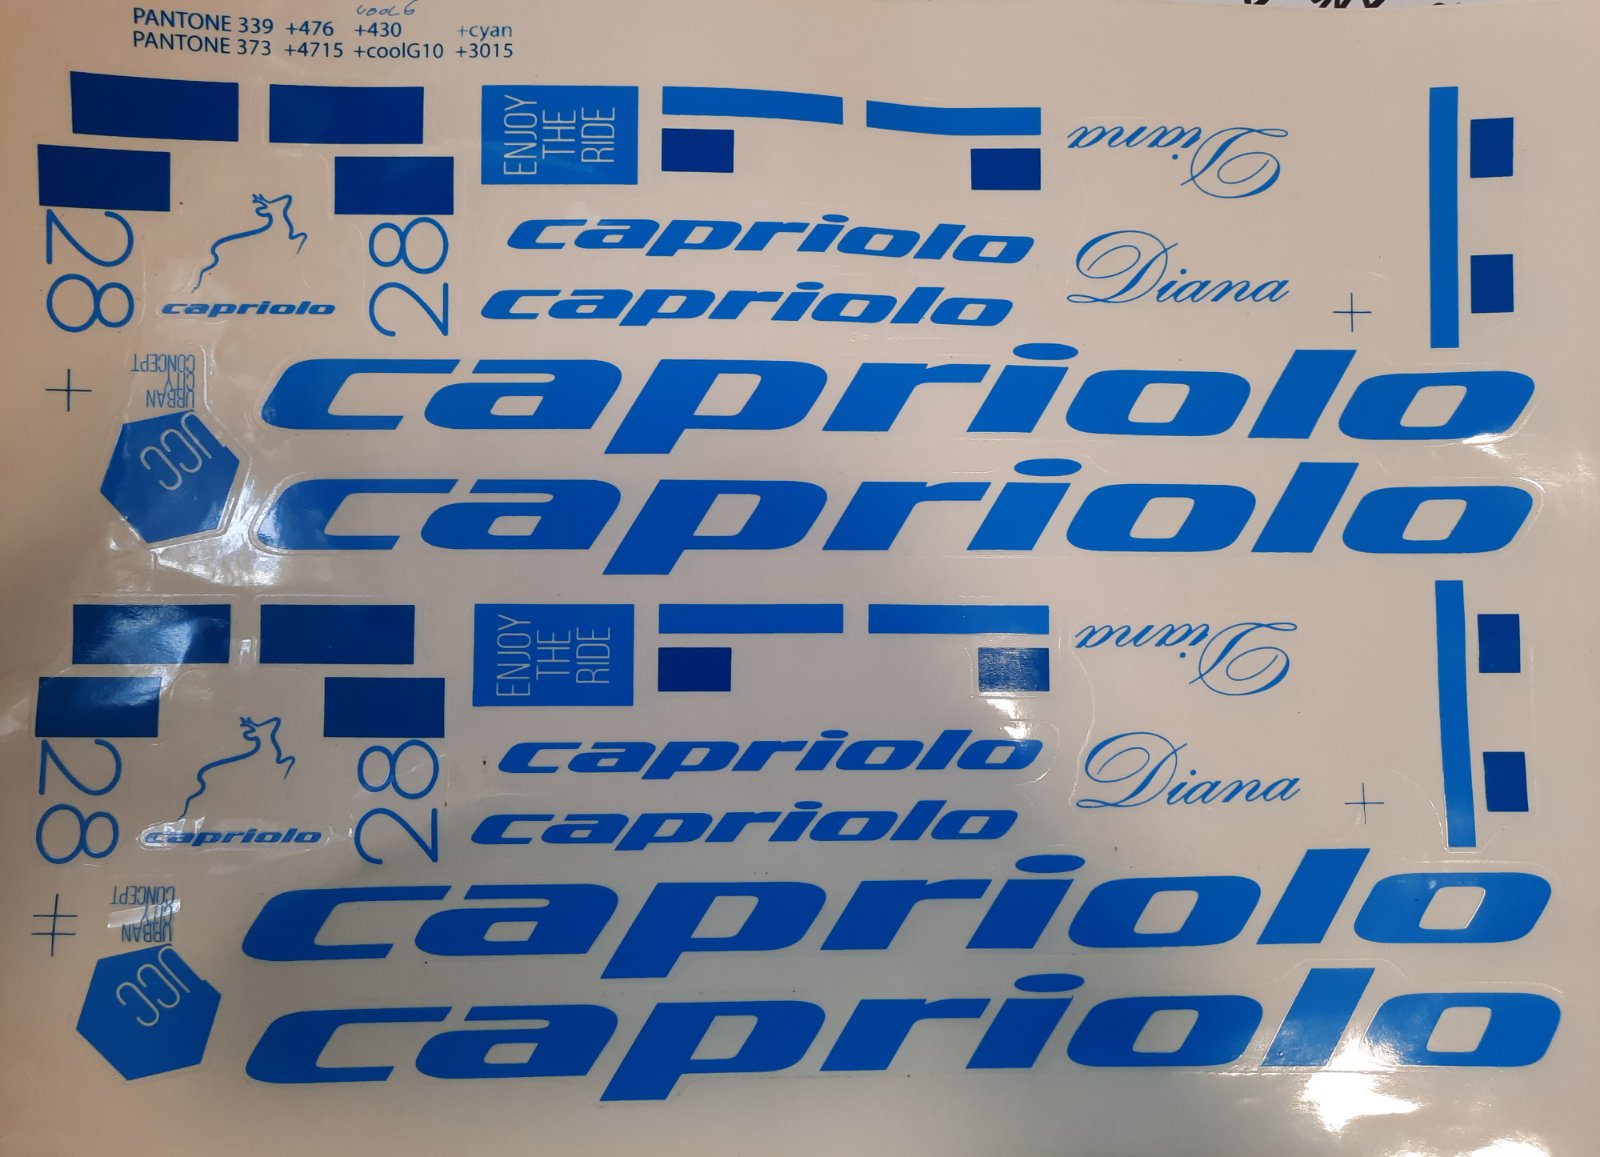 COOL 6
PANTONE 339 +476 +430 +cyan
PANTONE 373 +4715 +coolG10 +3015
ENJOY
THE
RIDE
Diana
28
capriolo
28
capriolo
capriolo
Diana
URBAN
CITY
CONCEPT
UCC
capriolo
capriolo
ENJOY
THE
RIDE
Diana
28
capriolo
28
capriolo
capriolo
Diana
URBAN
CITY
CONCEPT
UCC
capriolo
capriolo